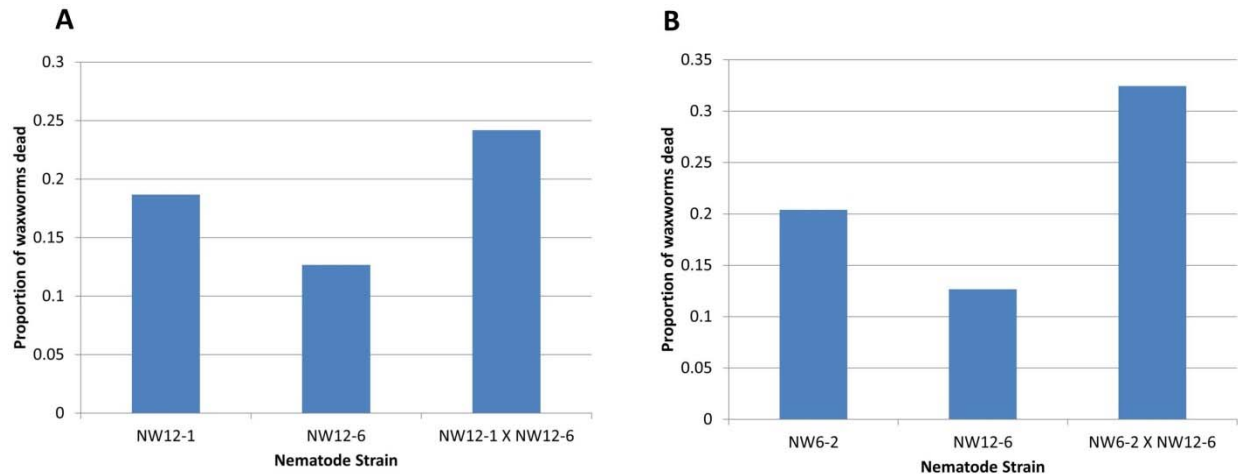 A
Proportion of waxworms dead
0.3
0.25
0.2
0.15
0.1
0.05
0
NW12-1
NW12-6
NW12-1 X NW12-6
Nematode Strain
B
Proportion of waxworms dead
0.35
0.3
0.25
0.2
0.15
0.1
0.05
0
NW6-2
NW12-6
NW6-2 X NW12-6
Nematode Strain